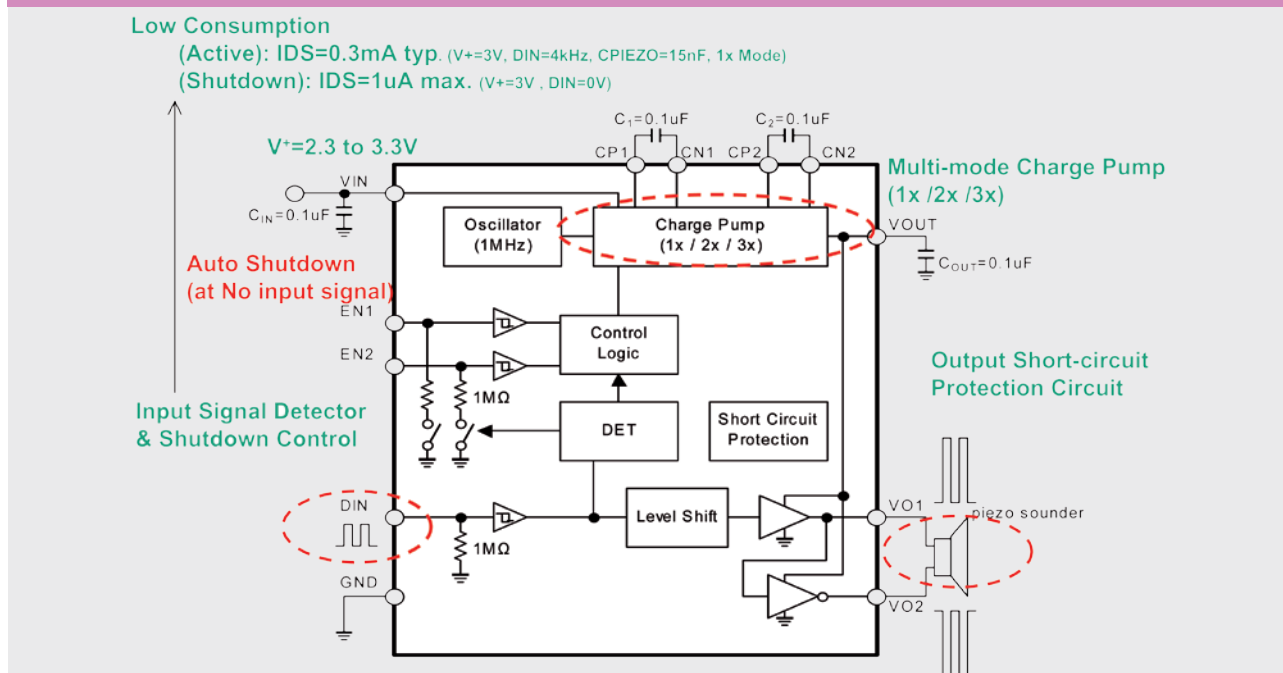 Low Consumption
(Active): IDS=0.3mA typ. (V+=3V, DIN=4kHz, CPIEZO=15nF, 1x Mode)
(Shutdown): IDS=1uA max. (V+=3V , DIN=0V)
C₁=0.1uF
C₂=0.1uF
V⁺=2.3 to 3.3V
CP1
CN1
CP2
CN2
Multi-mode Charge Pump
(1x /2x /3x)
VIN
C_IN=0.1uF
Oscillator
(1MHz)
Charge Pump
(1x / 2x / 3x)
VOUT
C_OUT=0.1uF
Auto Shutdown
(at No input signal)
EN1
EN2
Control
Logic
Output Short-circuit
Protection Circuit
1MΩ
Input Signal Detector
& Shutdown Control
DET
Short Circuit
Protection
DIN
Level Shift
VO1
piezo sounder
1MΩ
GND
VO2